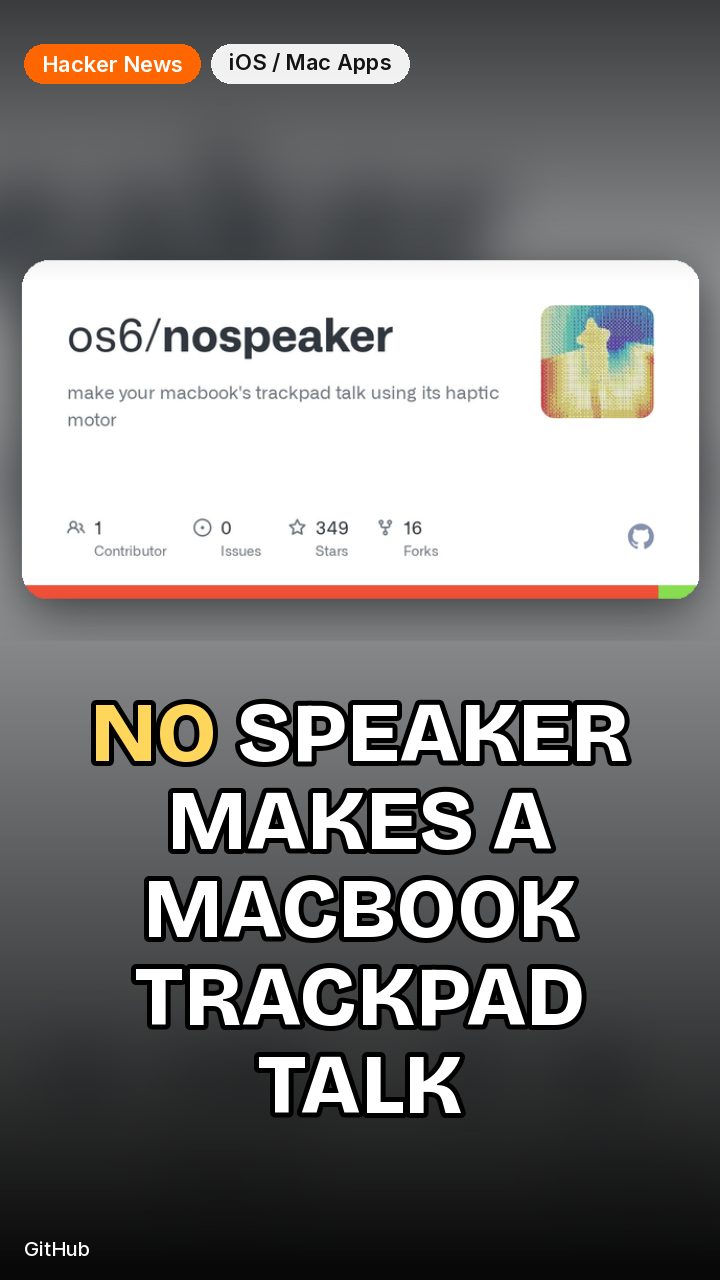 Hacker News
iOS / Mac Apps
os6/nospeaker
make your macbook's trackpad talk using its haptic
motor
1
Contributor
0
Issues
349
Stars
16
Forks
NO SPEAKER
MAKES A
MACBOOK
TRACKPAD
TALK
GitHub